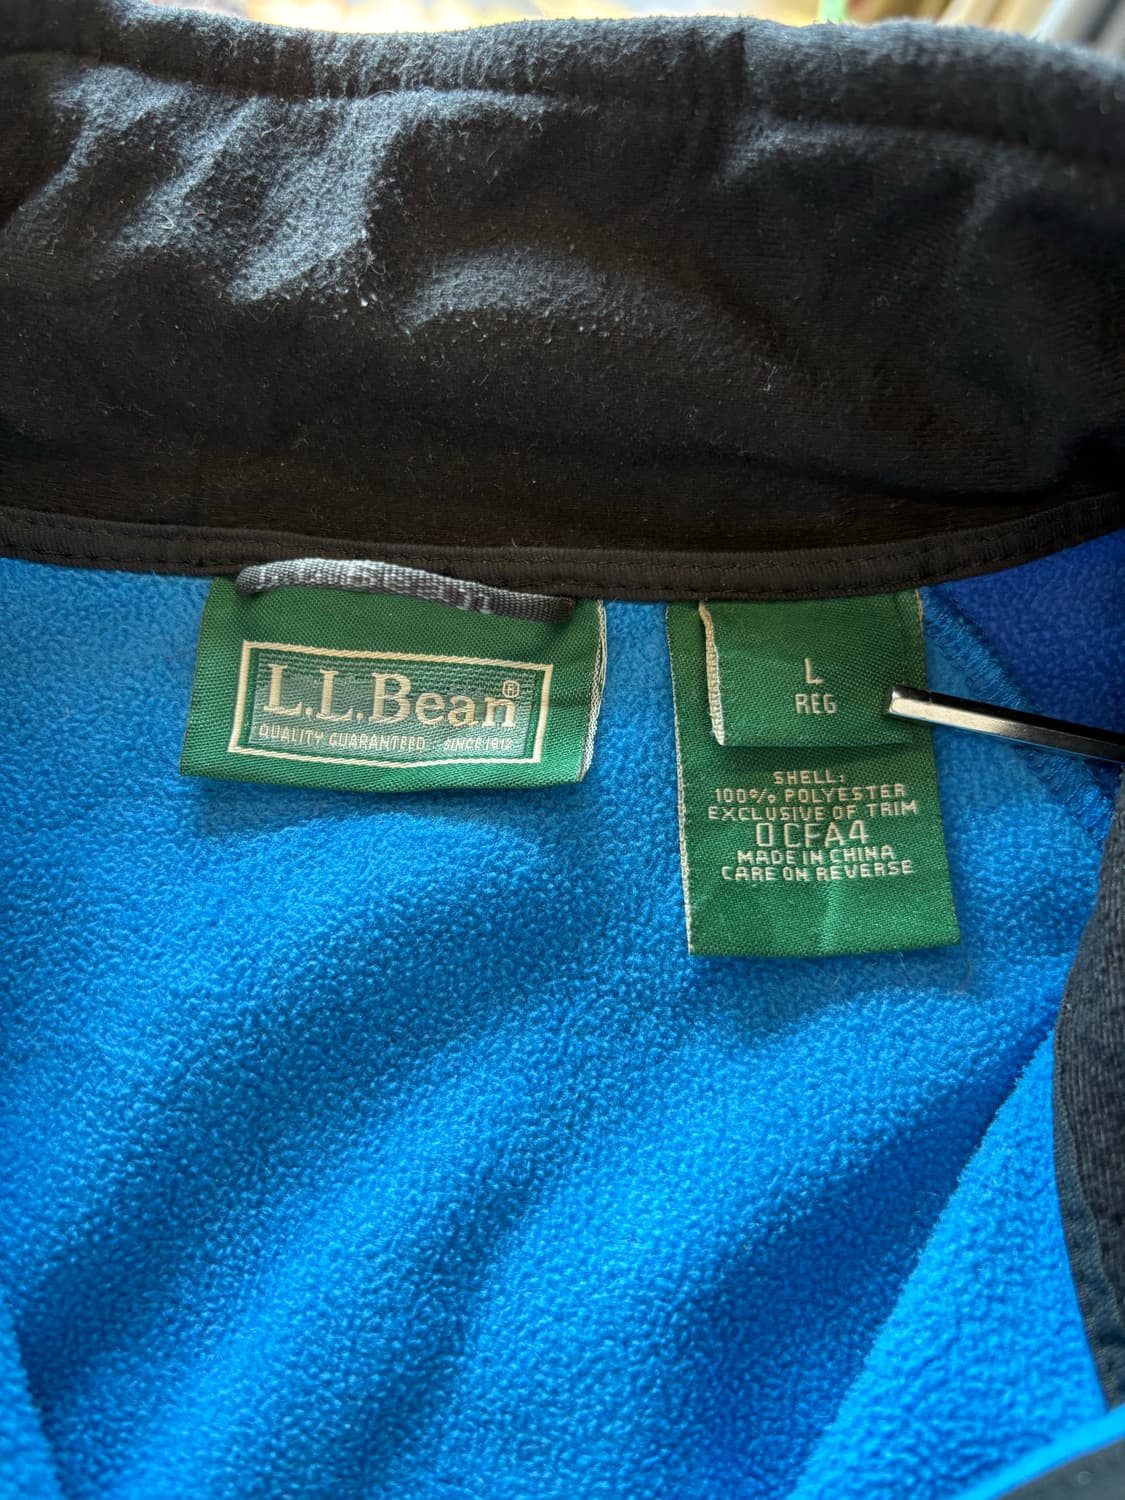 L.L.Bean®
QUALITY GUARANTEED · SINCE 1912
L
REG
SHELL:
100% POLYESTER
EXCLUSIVE OF TRIM
0CFA4
MADE IN CHINA
CARE ON REVERSE